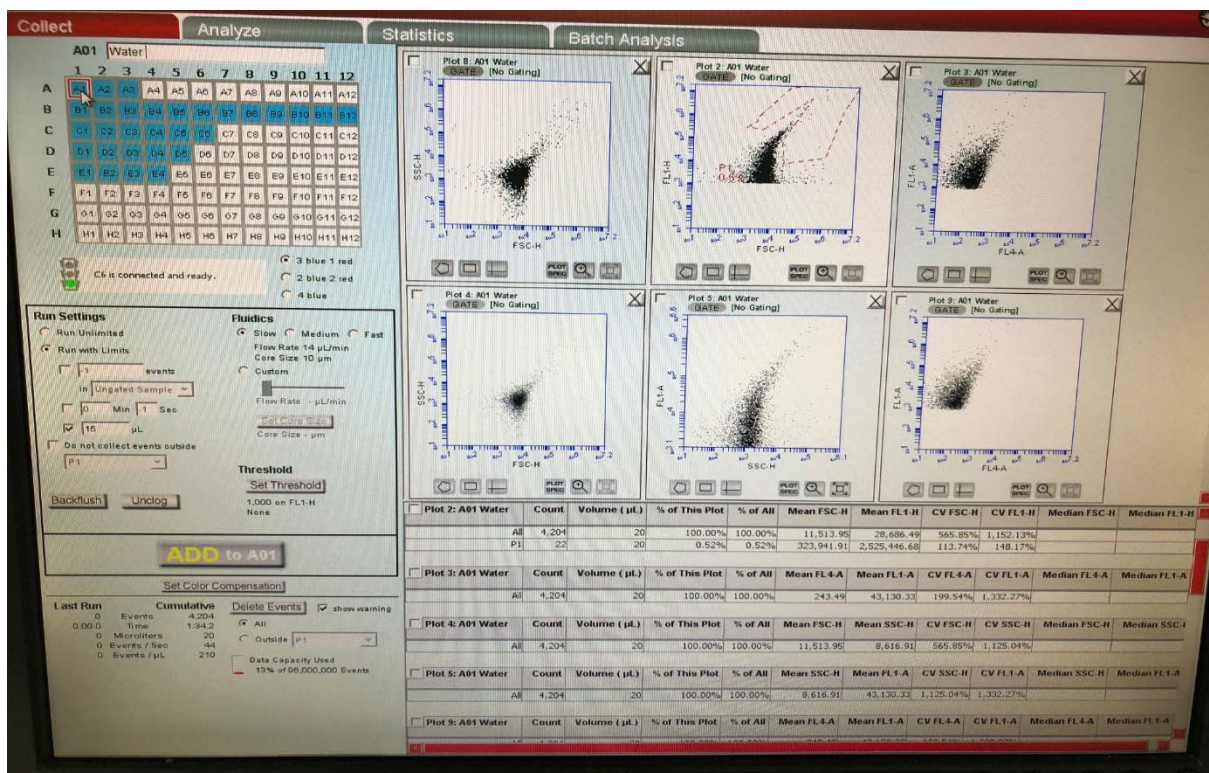 Collect Analyze Statistics Batch Analysis
A01 Water
1 2 3 4 5 6 7 8 9 10 11 12
A A1 A2 A3 A4 A5 A6 A7 A8 A9 A10 A11 A12
B B1 B2 B3 B4 B5 B6 B7 B8 B9 B10 B11 B12
C C1 C2 C3 C4 C5 C6 C7 C8 C9 C10 C11 C12
D D1 D2 D3 D4 D5 D6 D7 D8 D9 D10 D11 D12
E E1 E2 E3 E4 E5 E6 E7 E8 E9 E10 E11 E12
F F1 F2 F3 F4 F5 F6 F7 F8 F9 F10 F11 F12
G G1 G2 G3 G4 G5 G6 G7 G8 G9 G10 G11 G12
H H1 H2 H3 H4 H5 H6 H7 H8 H9 H10 H11 H12
C6 is connected and ready.
3 blue 1 red
2 blue 2 red
4 blue
Run Settings
Run Unlimited
Run with Limits
-1 events
in Ungated Sample
0 Min -1 Sec
15 µL
Do not collect events outside
P1
Backflush Unclog
Fluidics
Slow Medium Fast
Flow Rate 14 µL/min
Core Size 10 µm
Custom
Flow Rate - µL/min
Set Core Size
Core Size - µm
Threshold
Set Threshold
1,000 on FL1-H
None
ADD to A01
Set Color Compensation
Last Run Cumulative
0 Events 4,204
0:00.0 Time 1:34.2
0 Microliters 20
0 Events / Sec 44
0 Events / µL 210
Delete Events show warning
All
Outside P1
Data Capacity Used
13% of 96,000,000 Events
Plot 8: A01 Water
GATE [No Gating]
SSC-H
FSC-H
PLOT SPEC
Plot 2: A01 Water
GATE [No Gating]
FL1-H
P1
FSC-H
PLOT SPEC
Plot 3: A01 Water
GATE [No Gating]
FL1-A
FL4-A
PLOT SPEC
Plot 4: A01 Water
GATE [No Gating]
SSC-H
FSC-H
PLOT SPEC
Plot 5: A01 Water
GATE [No Gating]
FL1-A
SSC-H
PLOT SPEC
Plot 9: A01 Water
GATE [No Gating]
FL1-A
FL4-A
PLOT SPEC
Plot 2: A01 Water Count Volume (µL) % of This Plot % of All Mean FSC-H Mean FL1-H CV FSC-H CV FL1-H Median FSC-H Median FL1-H
All 4,204 20 100.00% 100.00% 11,513.95 28,686.49 565.85% 1,152.13%
P1 22 20 0.52% 0.52% 323,941.91 2,525,446.68 113.74% 148.17%
Plot 3: A01 Water Count Volume (µL) % of This Plot % of All Mean FL4-A Mean FL1-A CV FL4-A CV FL1-A Median FL4-A Median FL1-A
All 4,204 20 100.00% 100.00% 243.49 43,130.33 199.54% 1,332.27%
Plot 4: A01 Water Count Volume (µL) % of This Plot % of All Mean FSC-H Mean SSC-H CV FSC-H CV SSC-H Median FSC-H Median SSC-
All 4,204 20 100.00% 100.00% 11,513.95 8,616.91 565.85% 1,125.04%
Plot 5: A01 Water Count Volume (µL) % of This Plot % of All Mean SSC-H Mean FL1-A CV SSC-H CV FL1-A Median SSC-H Median FL1-A
All 4,204 20 100.00% 100.00% 8,616.91 43,130.33 1,125.04% 1,332.27%
Plot 9: A01 Water Count Volume (µL) % of This Plot % of All Mean FL4-A Mean FL1-A CV FL4-A CV FL1-A Median FL4-A Median FL1-A